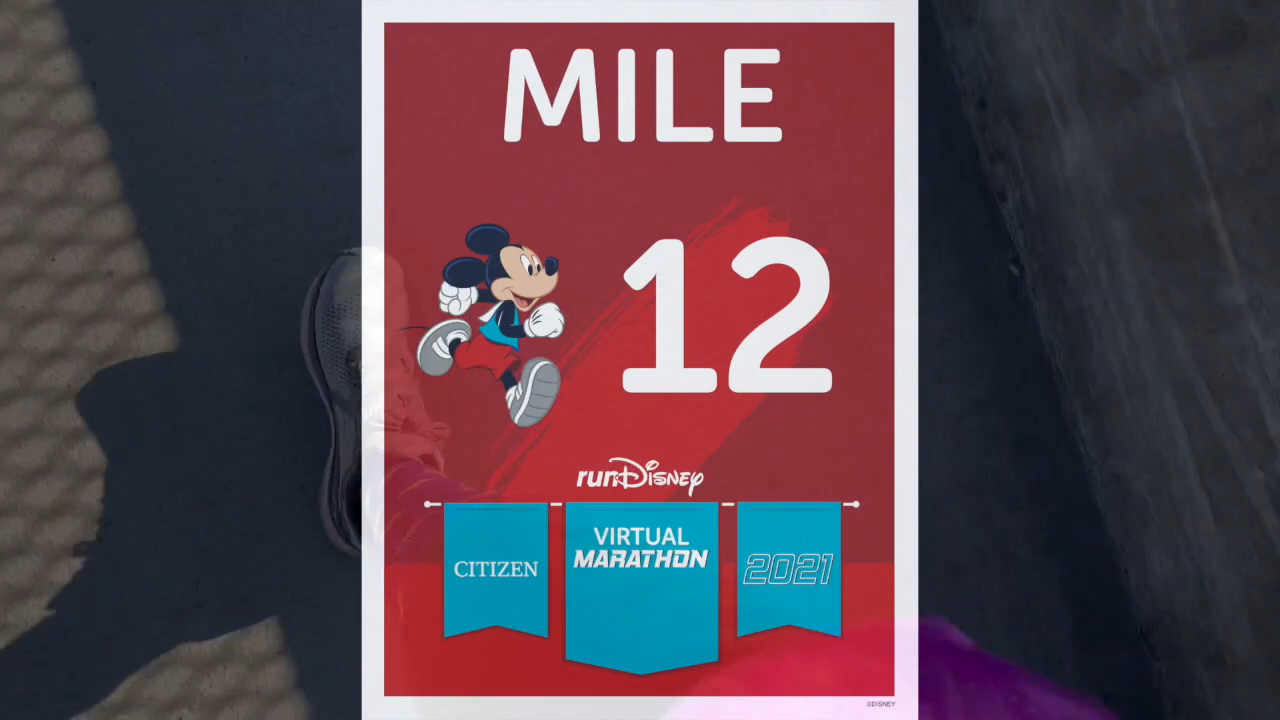 MILE
12
runDisney
CITIZEN
VIRTUAL
MARATHON
2021
©DISNEY